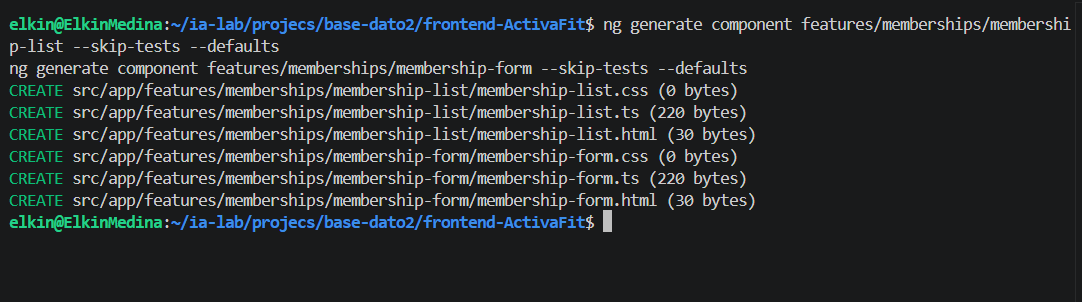 elkin@ElkinMedina:~/ia-lab/projecs/base-dato2/frontend-ActivaFit$ ng generate component features/memberships/membershi
p-list --skip-tests --defaults
ng generate component features/memberships/membership-form --skip-tests --defaults
CREATE src/app/features/memberships/membership-list/membership-list.css (0 bytes)
CREATE src/app/features/memberships/membership-list/membership-list.ts (220 bytes)
CREATE src/app/features/memberships/membership-list/membership-list.html (30 bytes)
CREATE src/app/features/memberships/membership-form/membership-form.css (0 bytes)
CREATE src/app/features/memberships/membership-form/membership-form.ts (220 bytes)
CREATE src/app/features/memberships/membership-form/membership-form.html (30 bytes)
elkin@ElkinMedina:~/ia-lab/projecs/base-dato2/frontend-ActivaFit$